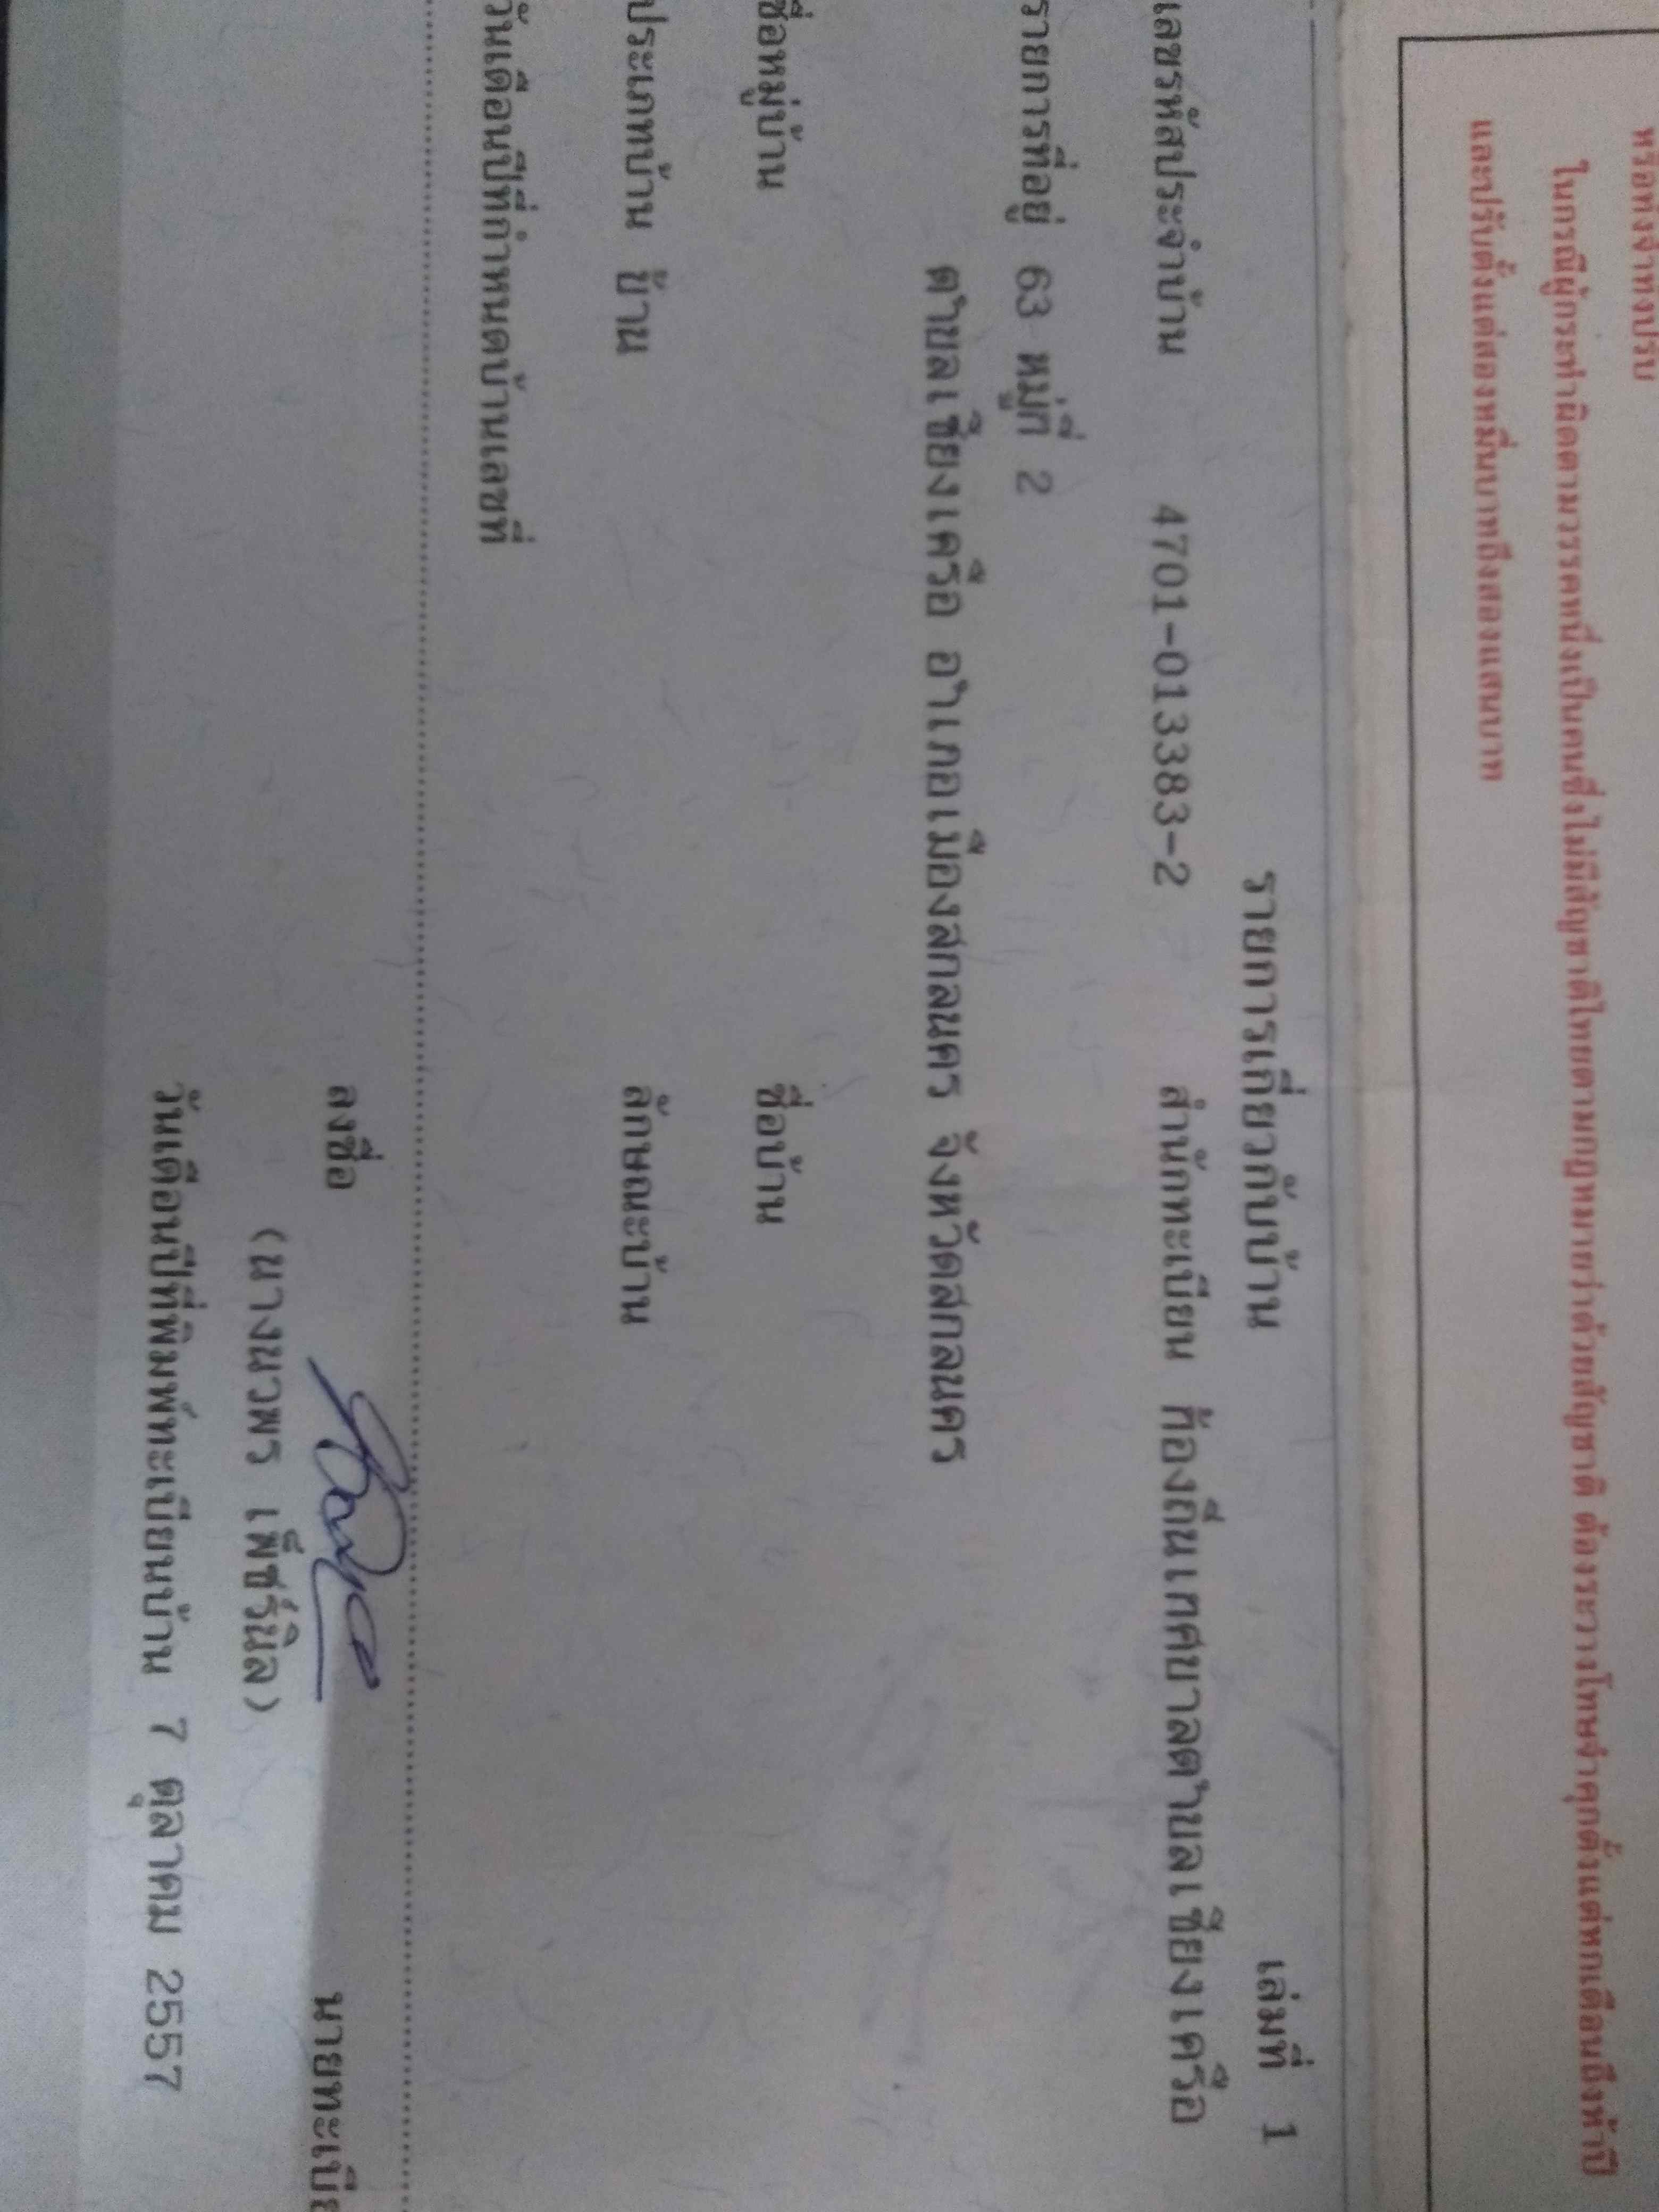 หรือทั้งจำทั้งปรับ
ในกรณีผู้กระทำผิดตามวรรคหนึ่งเป็นคนซึ่งไม่มีสัญชาติไทยตามกฎหมายว่าด้วยสัญชาติ ต้องระวางโทษจำคุกตั้งแต่หกเดือนถึงห้าปี
และปรับตั้งแต่สองหมื่นบาทถึงสองแสนบาท
รายการเกี่ยวกับบ้าน เล่มที่ 1
เลขรหัสประจำบ้าน 4701-013383-2 สำนักทะเบียน ท้องถิ่นเทศบาลตำบลเชียงเครือ
รายการที่อยู่ 63 หมู่ที่ 2
ตำบลเชียงเครือ อำเภอเมืองสกลนคร จังหวัดสกลนคร
ชื่อหมู่บ้าน ชื่อบ้าน
ประเภทบ้าน บ้าน ลักษณะบ้าน
วันเดือนปีที่กำหนดบ้านเลขที่
ลงชื่อ นายทะเบีย
(นางนวพร เพ็ชร์นิล)
วันเดือนปีที่พิมพ์ทะเบียนบ้าน 7 ตุลาคม 2557